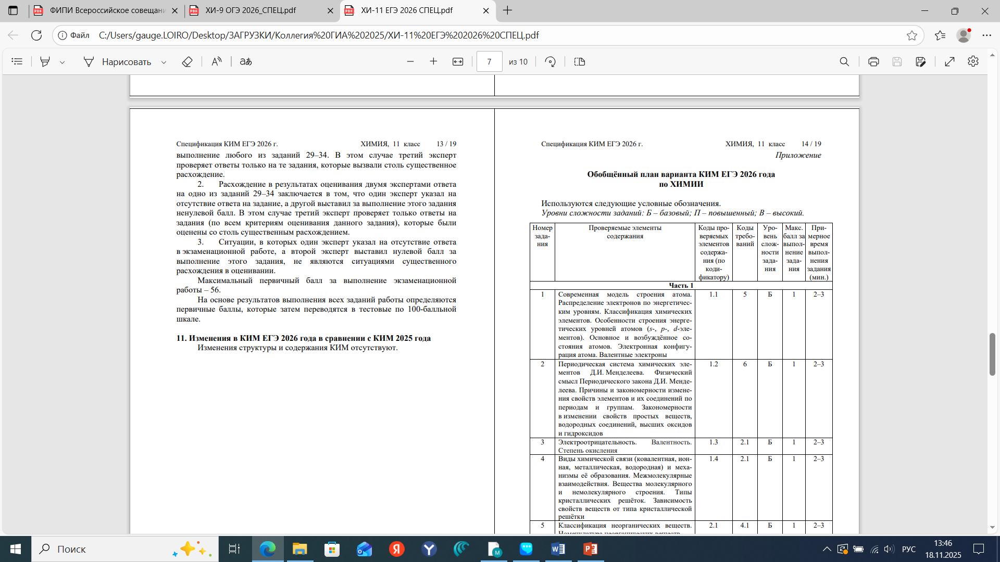 ФИПИ Всероссийское совещани
ХИ-9 ОГЭ 2026_СПЕЦ.pdf
ХИ-11 ЕГЭ 2026 СПЕЦ.pdf
Файл
C:/Users/gauge.LOIRO/Desktop/ЗАГРУЗКИ/Коллегия%20ГИА%202025/ХИ-11%20ЕГЭ%202026%20СПЕЦ.pdf
Нарисовать
аあ
7 из 10
Спецификация КИМ ЕГЭ 2026 г. ХИМИЯ, 11 класс 13 / 19
выполнение любого из заданий 29–34. В этом случае третий эксперт
проверяет ответы только на те задания, которые вызвали столь существенное
расхождение.
2. Расхождение в результатах оценивания двумя экспертами ответа
на одно из заданий 29–34 заключается в том, что один эксперт указал на
отсутствие ответа на задание, а другой выставил за выполнение этого задания
ненулевой балл. В этом случае третий эксперт проверяет только ответы на
задания (по всем критериям оценивания данного задания), которые были
оценены со столь существенным расхождением.
3. Ситуации, в которых один эксперт указал на отсутствие ответа
в экзаменационной работе, а второй эксперт выставил нулевой балл за
выполнение этого задания, не являются ситуациями существенного
расхождения в оценивании.
Максимальный первичный балл за выполнение экзаменационной
работы – 56.
На основе результатов выполнения всех заданий работы определяются
первичные баллы, которые затем переводятся в тестовые по 100-балльной
шкале.
11. Изменения в КИМ ЕГЭ 2026 года в сравнении с КИМ 2025 года
Изменения структуры и содержания КИМ отсутствуют.
Спецификация КИМ ЕГЭ 2026 г. ХИМИЯ, 11 класс 14 / 19
Приложение
Обобщённый план варианта КИМ ЕГЭ 2026 года
по ХИМИИ
Используются следующие условные обозначения.
Уровни сложности заданий: Б – базовый; П – повышенный; В – высокий.
Номер Проверяемые элементы Коды про- Коды Уро- Макс. При-
зада- содержания веряемых требо- вень балл за мерное
ния элементов ваний слож- выпол- время
содержа- ности нение выпол-
ния (по зада- зада- нения
коди- ния ния задания
фикатору) (мин.)
Часть 1
1 Современная модель строения атома. 1.1 5 Б 1 2–3
Распределение электронов по энергетичес-
ким уровням. Классификация химических
элементов. Особенности строения энерге-
тических уровней атомов (s-, p-, d-эле-
ментов). Основное и возбуждённое со-
стояния атомов. Электронная конфигу-
рация атома. Валентные электроны
2 Периодическая система химических эле- 1.2 6 Б 1 2–3
ментов Д.И. Менделеева. Физический
смысл Периодического закона Д.И. Менде-
леева. Причины и закономерности измене-
ния свойств элементов и их соединений по
периодам и группам. Закономерности
в изменении свойств простых веществ,
водородных соединений, высших оксидов
и гидроксидов
3 Электроотрицательность. Валентность. 1.3 2.1 Б 1 2–3
Степень окисления
4 Виды химической связи (ковалентная, ион- 1.4 2.1 Б 1 2–3
ная, металлическая, водородная) и меха-
низмы её образования. Межмолекулярные
взаимодействия. Вещества молекулярного
и немолекулярного строения. Типы
кристаллических решёток. Зависимость
свойств веществ от типа кристаллической
решётки
5 Классификация неорганических веществ. 2.1 4.1 Б 1 2–3
Номенклатура неорганических веществ
Поиск
РУС
13:46
18.11.2025